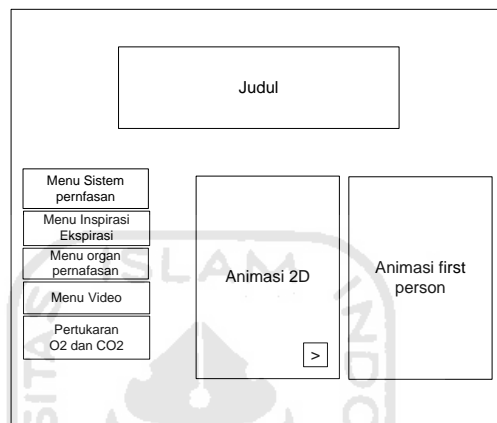 Judul
Menu Sistem
pernfasan
Menu Inspirasi
Ekspirasi
Menu organ
pernafasan
Menu Video
Pertukaran
O2 dan CO2
Animasi 2D
>
Animasi first
person
ISLAM